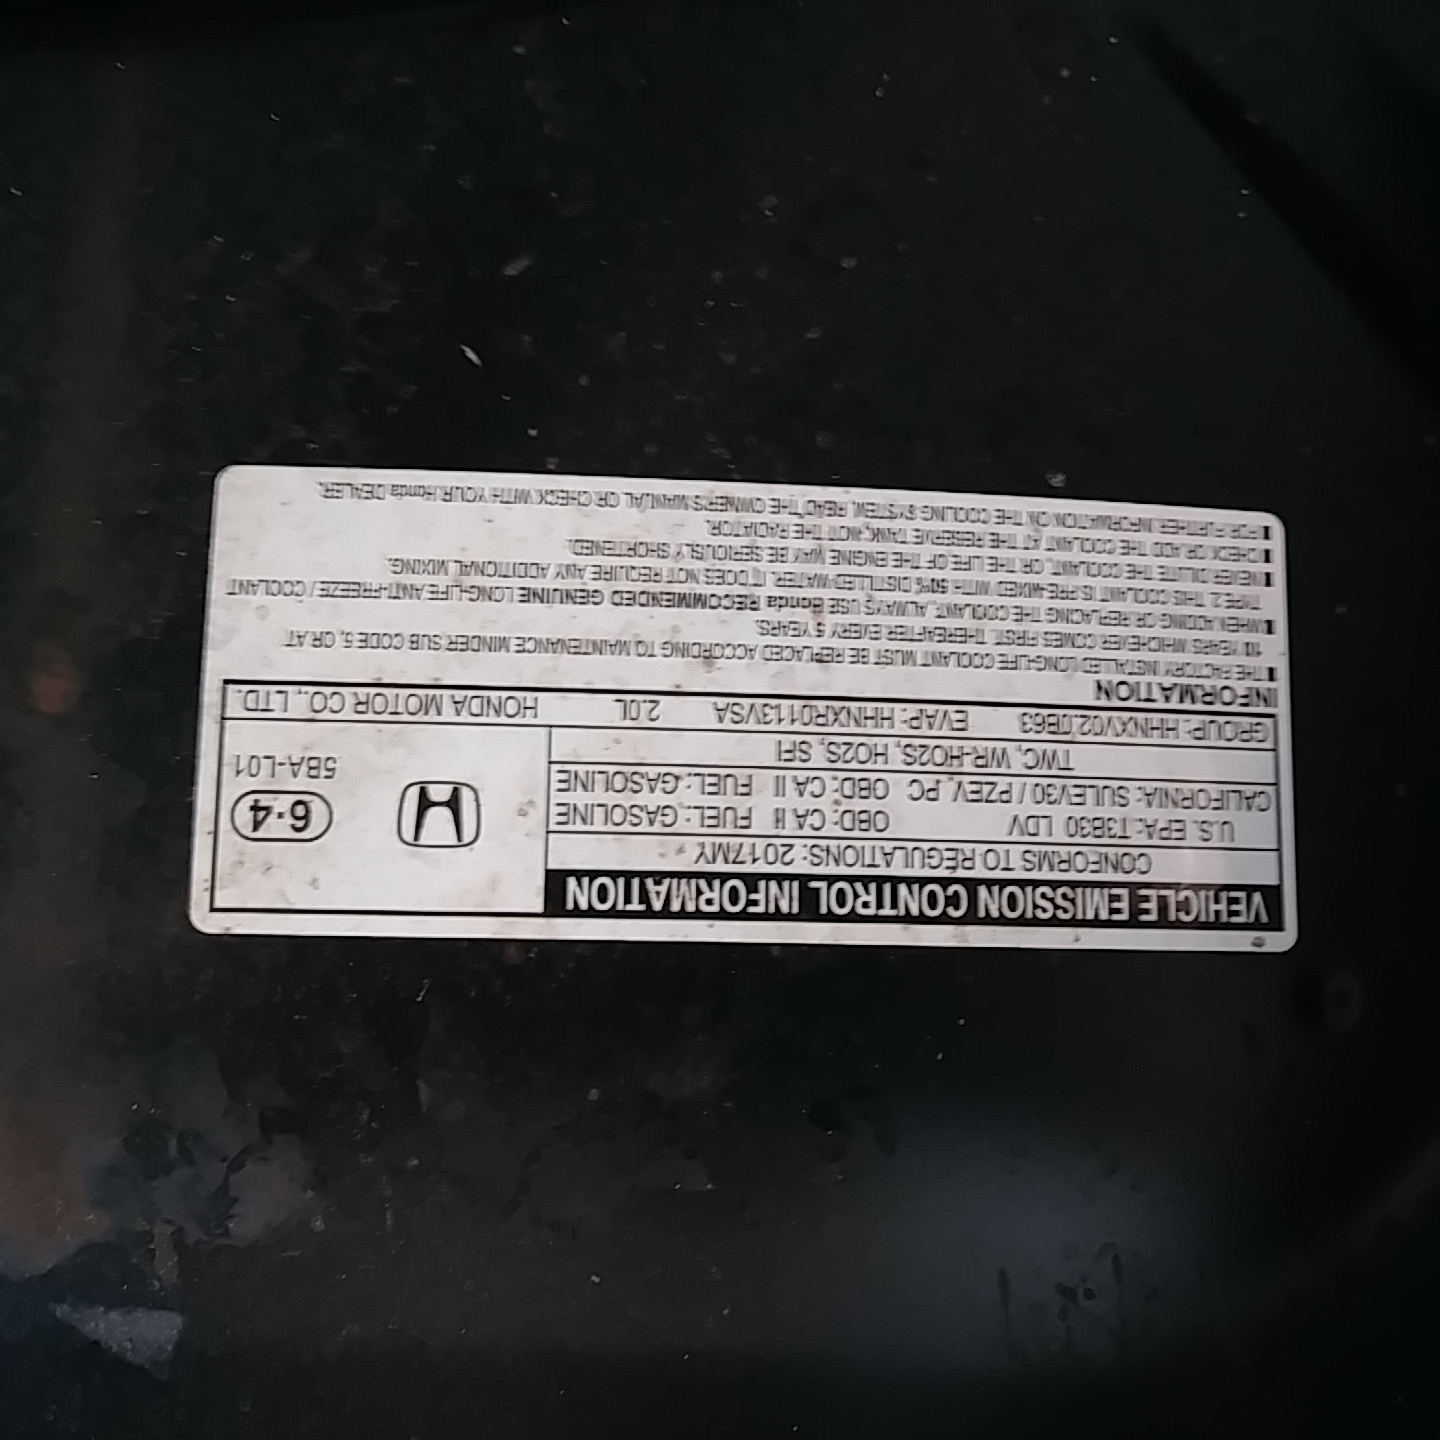 VEHICLE EMISSION CONTROL INFORMATION
CONFORMS TO REGULATIONS: 2017MY
U.S. EPA: T3B30 LDV OBD: CA II FUEL: GASOLINE
CALIFORNIA: SULEV30 / PZEV, PC OBD: CA II FUEL: GASOLINE
TWC, WR-HO2S, HO2S, SFI
6·4
5BA-L01
GROUP: HHNXV02.0B63 EVAP: HHNXR0113VSA 2.0L HONDA MOTOR CO., LTD.
INFORMATION
THE FACTORY INSTALLED LONG-LIFE COOLANT MUST BE REPLACED ACCORDING TO MAINTENANCE MINDER SUB CODE 5, OR AT
10 YEARS WHICHEVER COMES FIRST. THEREAFTER EVERY 5 YEARS.
WHEN ADDING OR REPLACING THE COOLANT, ALWAYS USE Honda RECOMMENDED GENUINE LONG-LIFE ANTI-FREEZE / COOLANT
TYPE 2. THIS COOLANT IS PRE-MIXED WITH 50% DISTILLED WATER. IT DOES NOT REQUIRE ANY ADDITIONAL MIXING.
NEVER DILUTE THE COOLANT, OR THE LIFE OF THE ENGINE WAY BE SERIOUSLY SHORTENED.
CHECK OR ADD THE COOLANT AT THE RESERVE TANK, NOT THE RADIATOR.
FOR FURTHER INFORMATION ON THE COOLING SYSTEM, READ THE OWNER'S MANUAL OR CHECK WITH YOUR Honda DEALER.